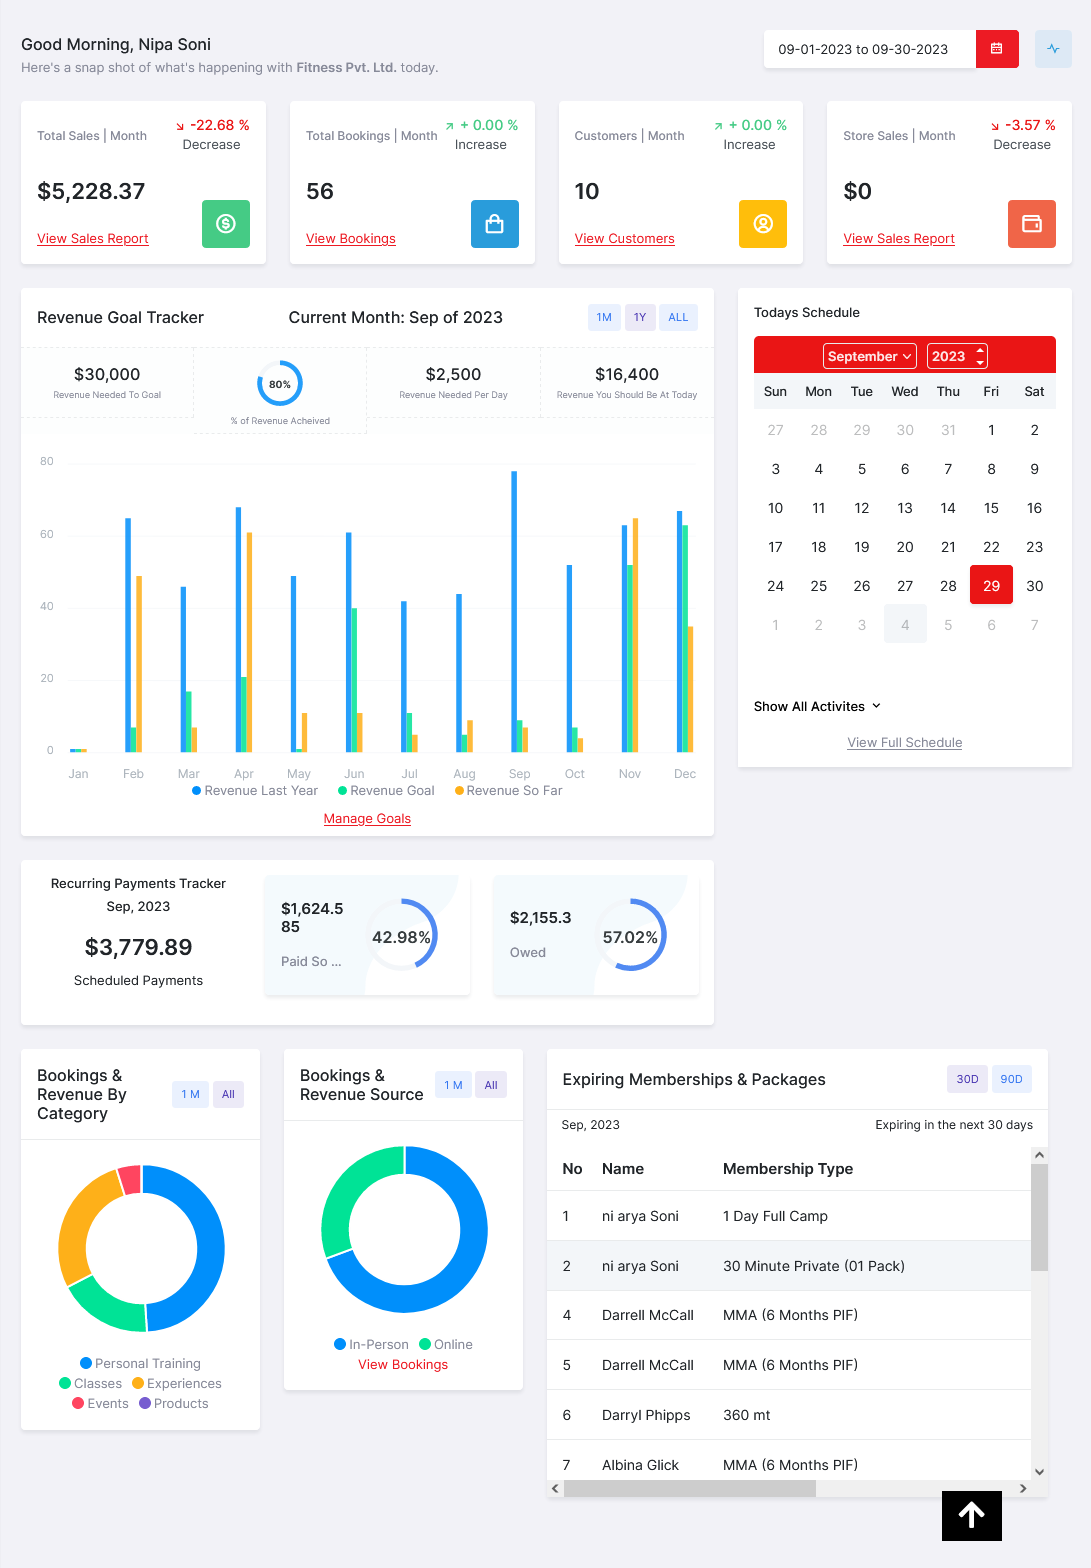 Good Morning, Nipa Soni
Here's a snap shot of what's happening with Fitness Pvt. Ltd. today.
09-01-2023 to 09-30-2023
Total Sales | Month
-22.68 %
Decrease
$5,228.37
View Sales Report
Total Bookings | Month
+ 0.00 %
Increase
56
View Bookings
Customers | Month
+ 0.00 %
Increase
10
View Customers
Store Sales | Month
-3.57 %
Decrease
$0
View Sales Report
Revenue Goal Tracker
Current Month: Sep of 2023
1M 1Y ALL
$30,000
Revenue Needed To Goal
80%
% of Revenue Acheived
$2,500
Revenue Needed Per Day
$16,400
Revenue You Should Be At Today
80
60
40
20
0
Jan Feb Mar Apr May Jun Jul Aug Sep Oct Nov Dec
Revenue Last Year Revenue Goal Revenue So Far
Manage Goals
Todays Schedule
September 2023
Sun Mon Tue Wed Thu Fri Sat
27 28 29 30 31 1 2
3 4 5 6 7 8 9
10 11 12 13 14 15 16
17 18 19 20 21 22 23
24 25 26 27 28 29 30
1 2 3 4 5 6 7
Show All Activites
View Full Schedule
Recurring Payments Tracker
Sep, 2023
$3,779.89
Scheduled Payments
$1,624.5
85
Paid So ...
42.98%
$2,155.3
Owed
57.02%
Bookings &
Revenue By
Category
1 M All
Personal Training
Classes Experiences
Events Products
Bookings &
Revenue Source
1 M All
In-Person Online
View Bookings
Expiring Memberships & Packages
30D 90D
Sep, 2023
Expiring in the next 30 days
No Name Membership Type
1 ni arya Soni 1 Day Full Camp
2 ni arya Soni 30 Minute Private (01 Pack)
4 Darrell McCall MMA (6 Months PIF)
5 Darrell McCall MMA (6 Months PIF)
6 Darryl Phipps 360 mt
7 Albina Glick MMA (6 Months PIF)